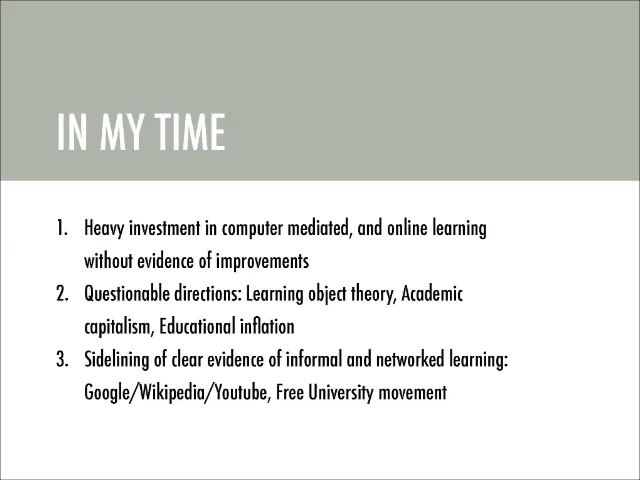 IN MY TIME
1. Heavy investment in computer mediated, and online learning
without evidence of improvements
2. Questionable directions: Learning object theory, Academic
capitalism, Educational inflation
3. Sidelining of clear evidence of informal and networked learning:
Google/Wikipedia/Youtube, Free University movement